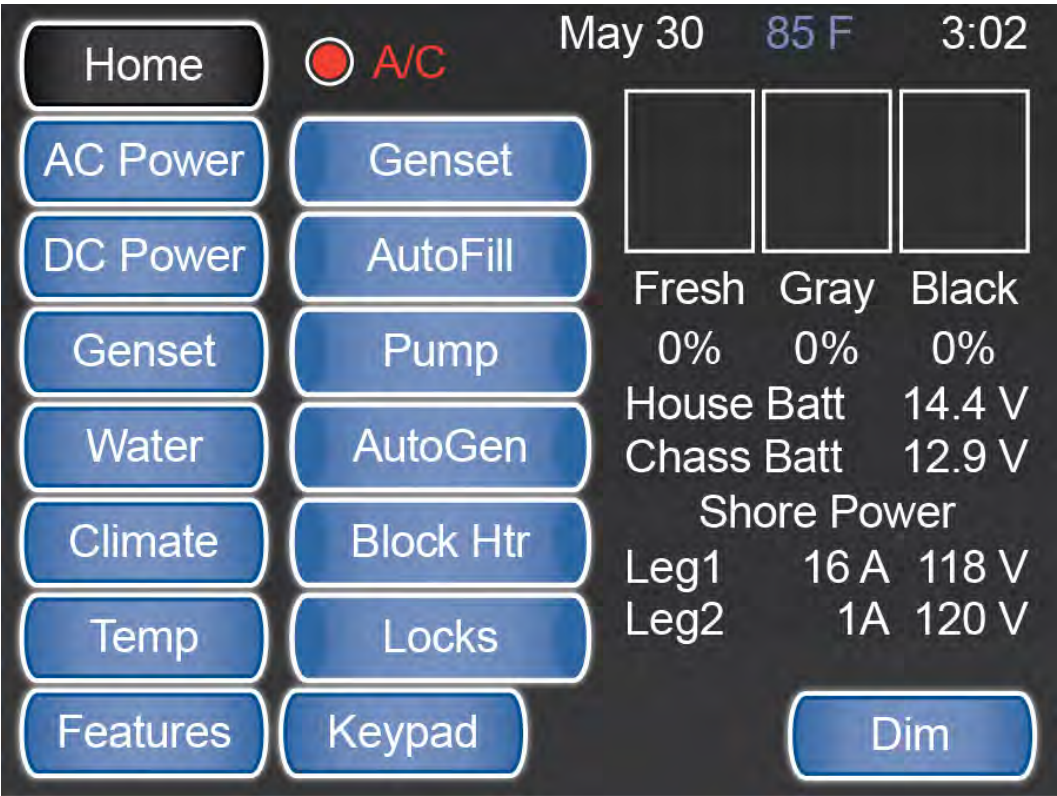 Home
A/C
May 30 85 F 3:02
AC Power
Genset
DC Power
AutoFill
Genset
Pump
Water
AutoGen
Climate
Block Htr
Temp
Locks
Features
Keypad
Fresh Gray Black
0% 0% 0%
House Batt 14.4 V
Chass Batt 12.9 V
Shore Power
Leg1 16 A 118 V
Leg2 1A 120 V
Dim